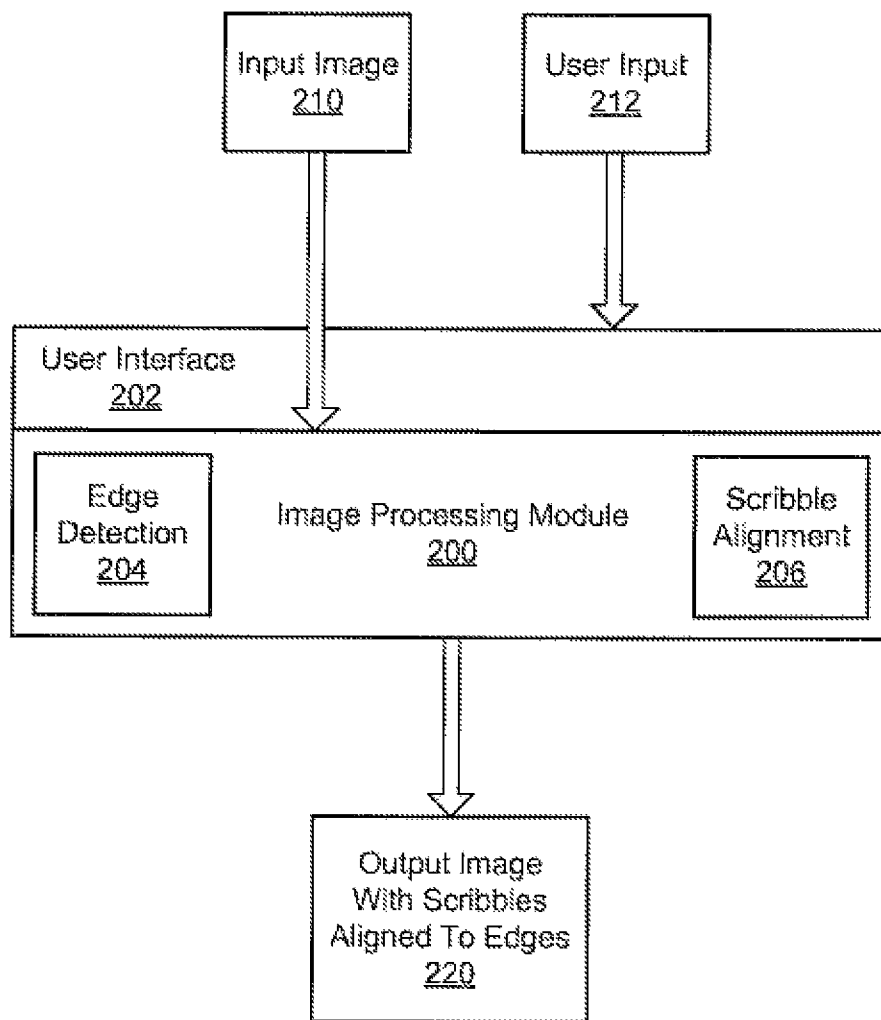 Input Image
210
User Input
212
User Interface
202
Edge
Detection
204
Image Processing Module
200
Scribble
Alignment
206
Output Image
With Scribbles
Aligned To Edges
220